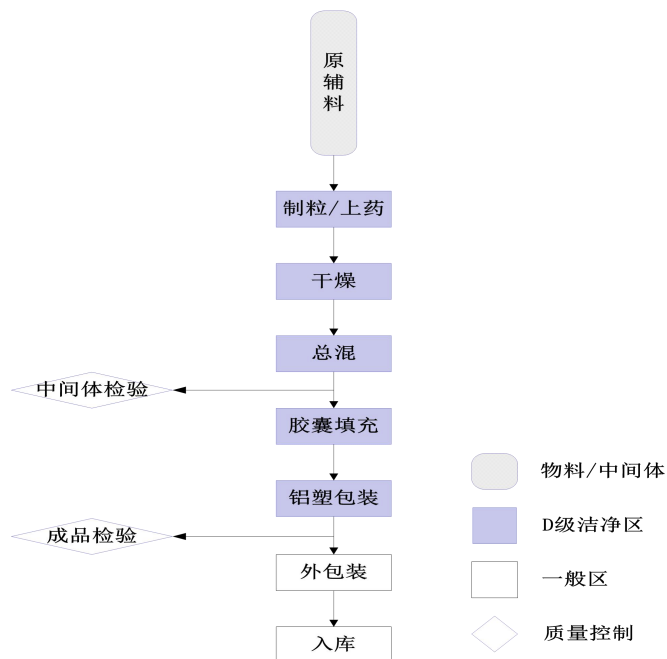 原
辅
料
制粒/上药
干燥
总混
中间体检验
胶囊填充
铝塑包装
成品检验
外包装
入库
物料/中间体
D级洁净区
一般区
质量控制